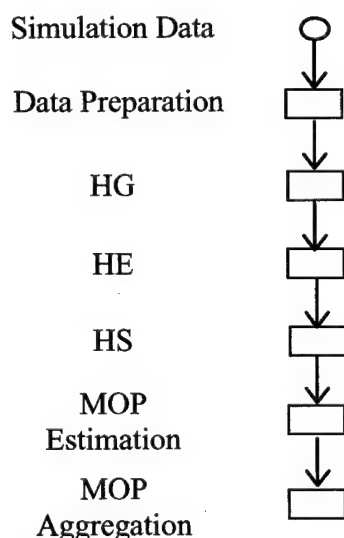 Simulation Data
Data Preparation
HG
HE
HS
MOP
Estimation
MOP
Aggregation